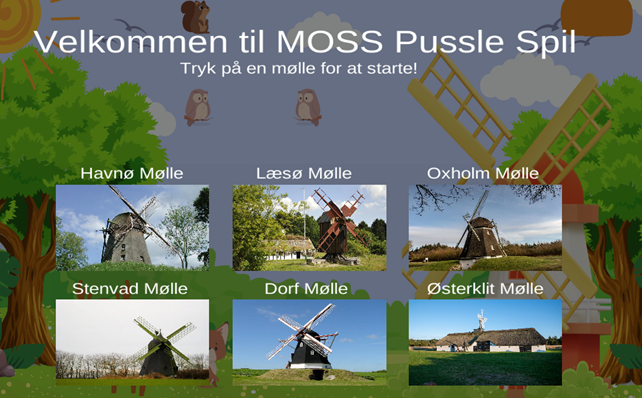 Velkommen til MOSS Pussle Spil
Tryk på en mølle for at starte!
Havnø Mølle
Læsø Mølle
Oxholm Mølle
Stenvad Mølle
Dorf Mølle
Østerklit Mølle